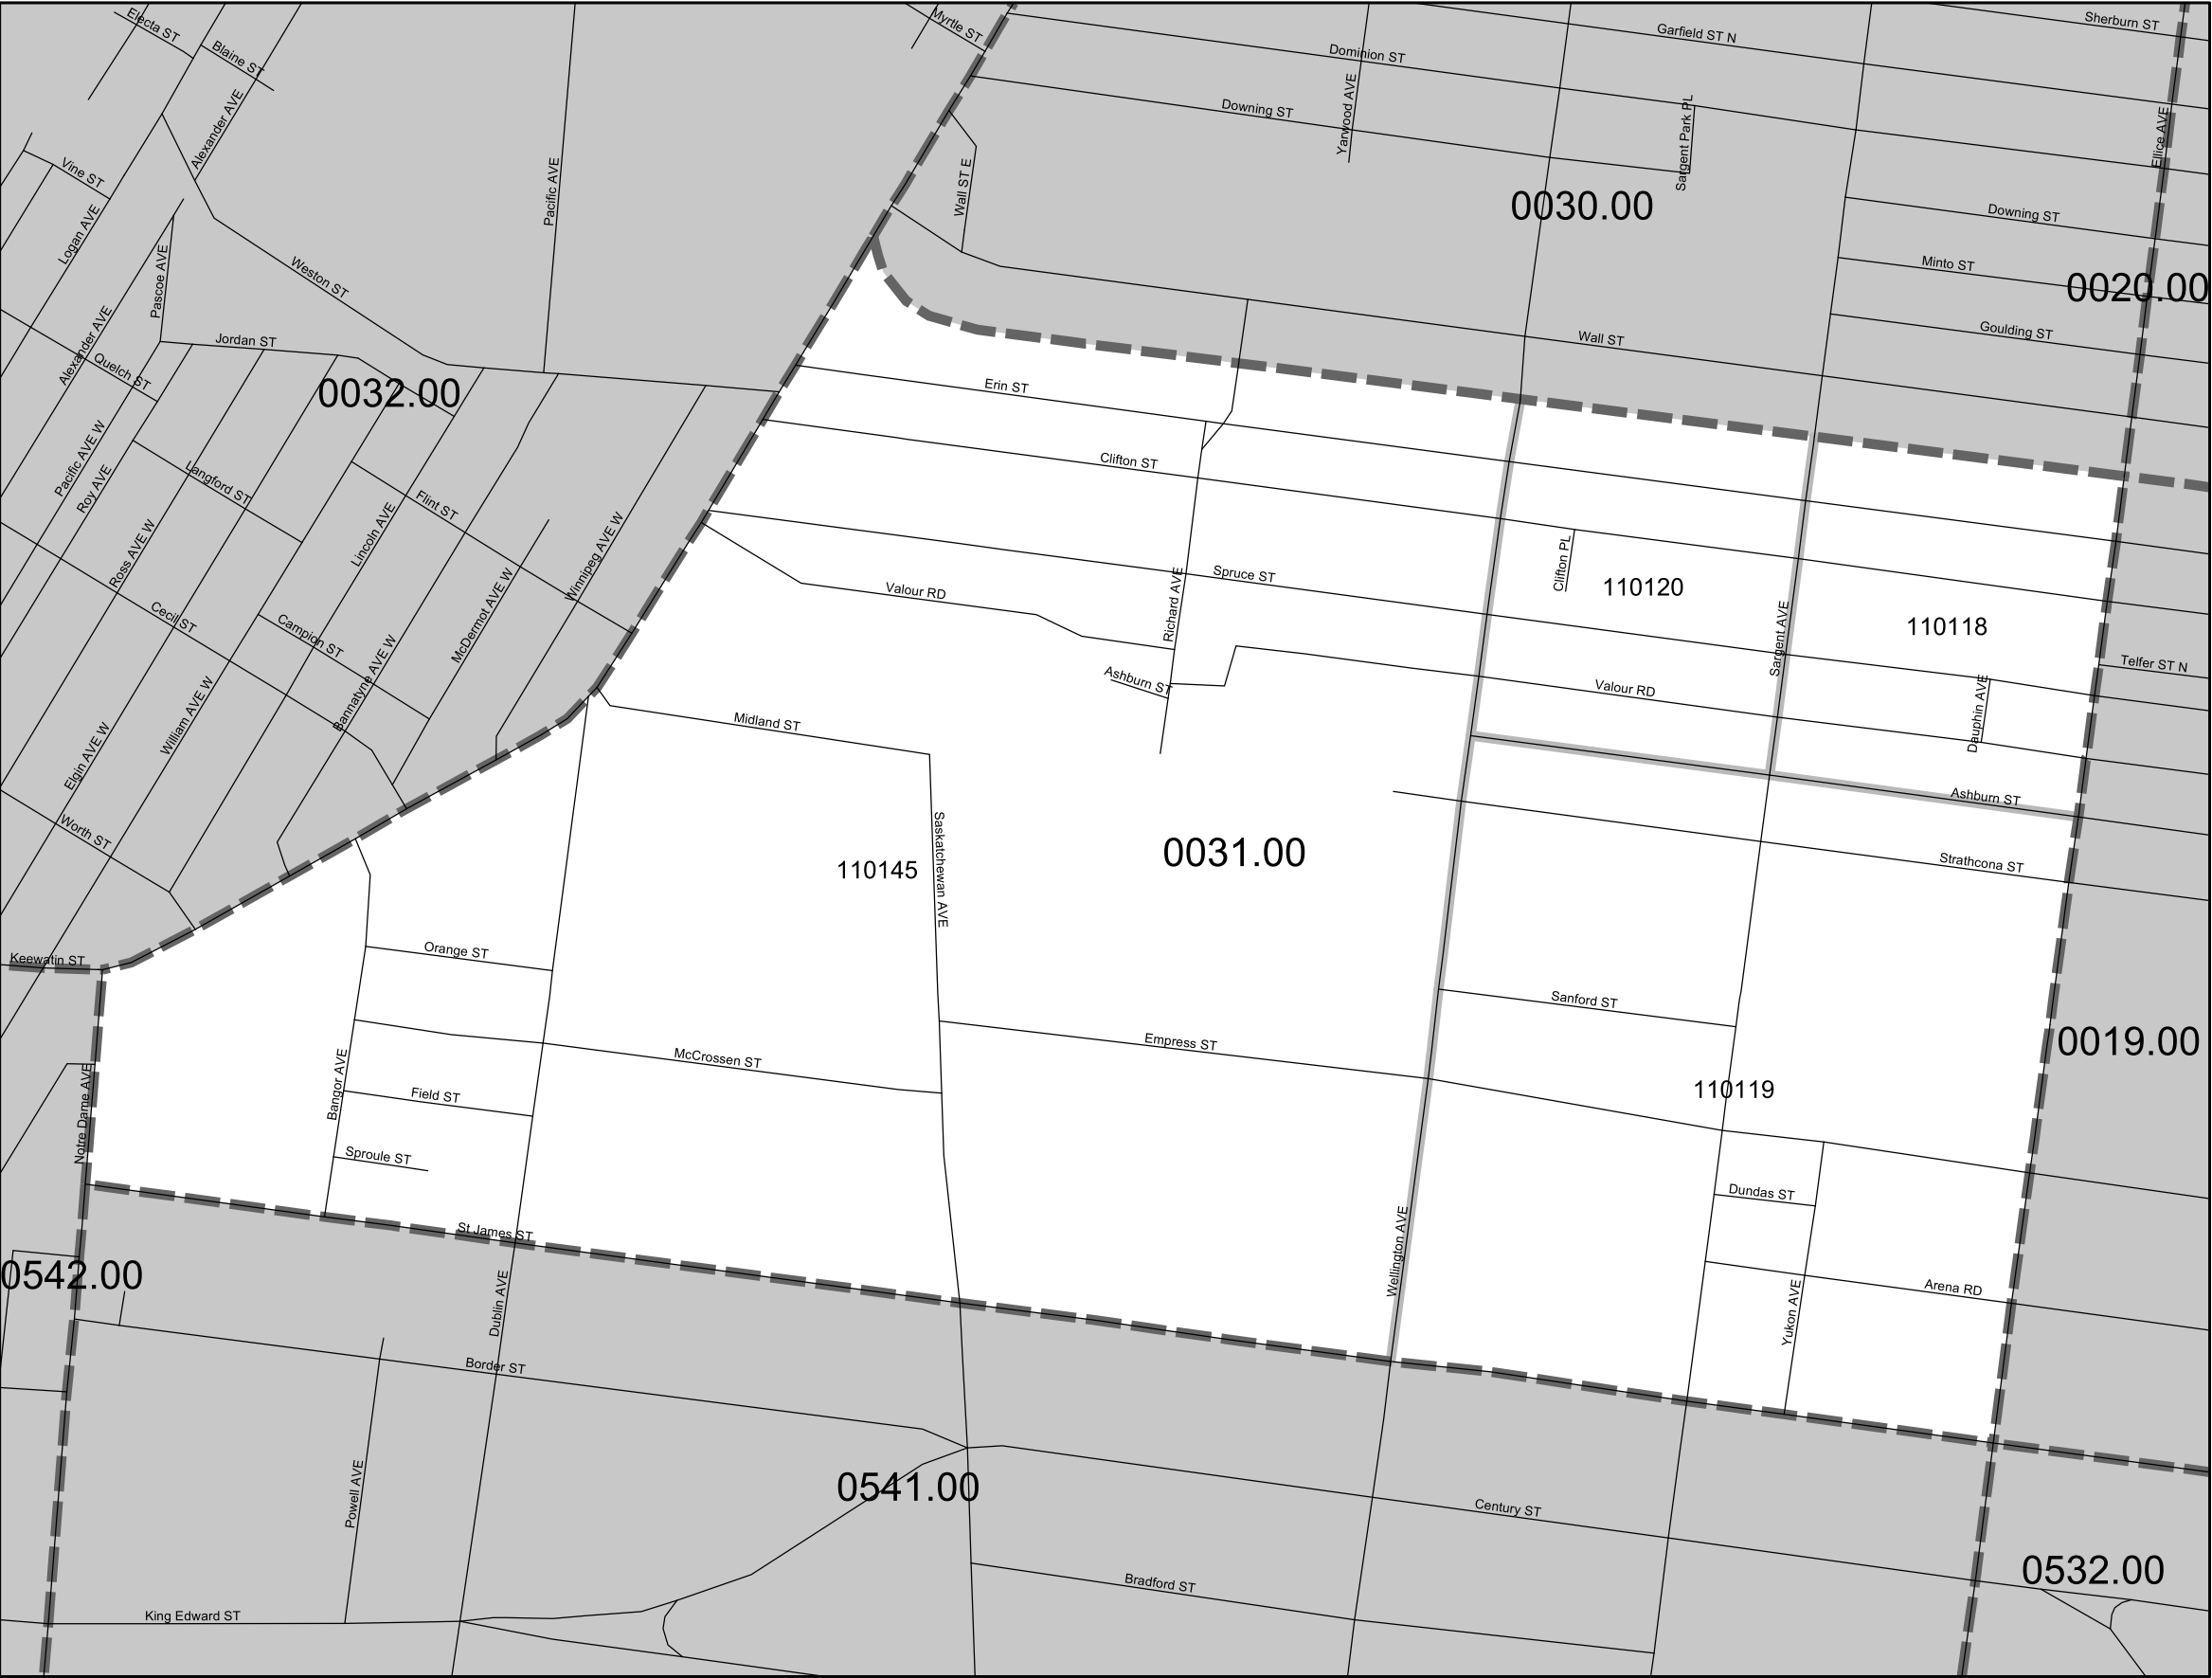 Electa ST
Blaine ST
Myrtle ST
Sherburn ST
Garfield ST N
Dominion ST
Alexander AVE
Yarwood AVE
Downing ST
Sargent Park PL
Ellice AVE
Vine ST
Pacific AVE
Wall ST E
0030.00
Logan AVE
Downing ST
Pascoe AVE
Weston ST
Minto ST
0020.00
Alexander AVE
Jordan ST
Wall ST
Goulding ST
Quelch ST
0032.00
Erin ST
Pacific AVE W
Roy AVE
Langford ST
Flint ST
Clifton ST
Ross AVE W
Lincoln AVE
Winnipeg AVE W
Clifton PL
Spruce ST
110120
Valour RD
Richard AVE
Cecil ST
Campion ST
McDermot AVE W
Sargent AVE
110118
Bannatyne AVE W
Ashburn ST
Telfer ST N
Valour RD
William AVE W
Midland ST
Dauphin AVE
Elgin AVE W
Ashburn ST
Worth ST
Saskatchewan AVE
110145
0031.00
Strathcona ST
Keewatin ST
Orange ST
Sanford ST
Empress ST
0019.00
McCrossen ST
Notre Dame AVE
Bangor AVE
Field ST
110119
Sproule ST
Dundas ST
St James ST
0542.00
Dublin AVE
Wellington AVE
Arena RD
Yukon AVE
Border ST
Powell AVE
0541.00
Century ST
Bradford ST
0532.00
King Edward ST